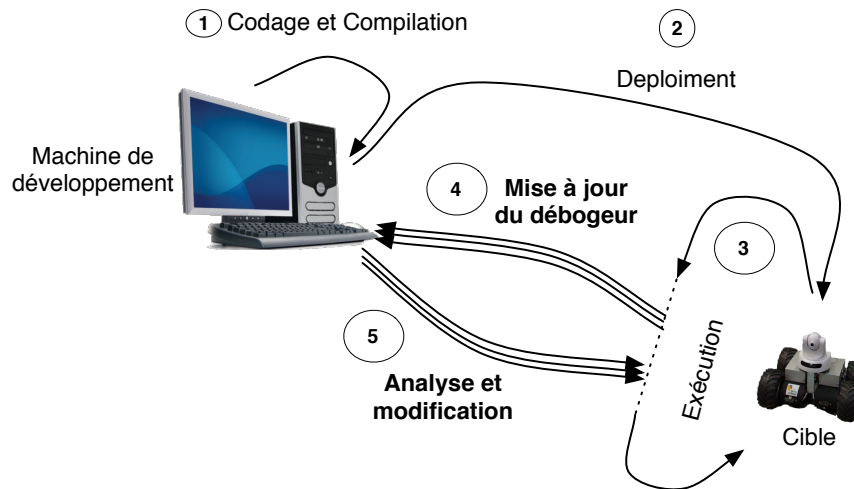 1 Codage et Compilation
2
Deploiment
Machine de
développement
4 Mise à jour
du débogeur
3
5
Analyse et
modification
Exécution
Cible